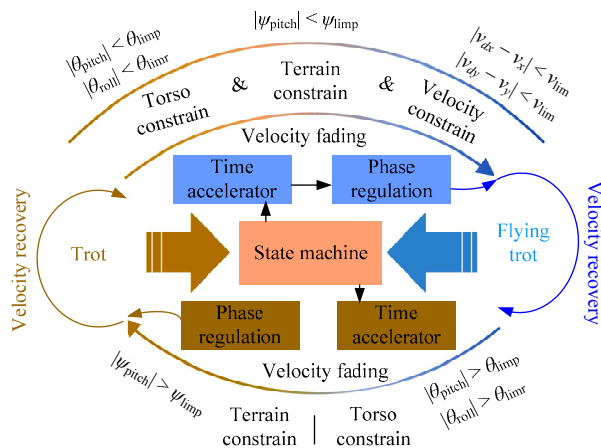 |ψpitch| < ψlimp
|θpitch| < θlimp
|θroll| < θlimr
|vdx − vx| < vlim
|vdy − vy| < vlim
Torso
constrain
&
Terrain
constrain
&
Velocity
constrain
Velocity fading
Time
accelerator
Phase
regulation
Velocity recovery
Trot
State machine
Flying
trot
Velocity recovery
Phase
regulation
Time
accelerator
Velocity fading
|ψpitch| > ψlimp
|θpitch| > θlimp
|θroll| > θlimr
Terrain
constrain
|
Torso
constrain